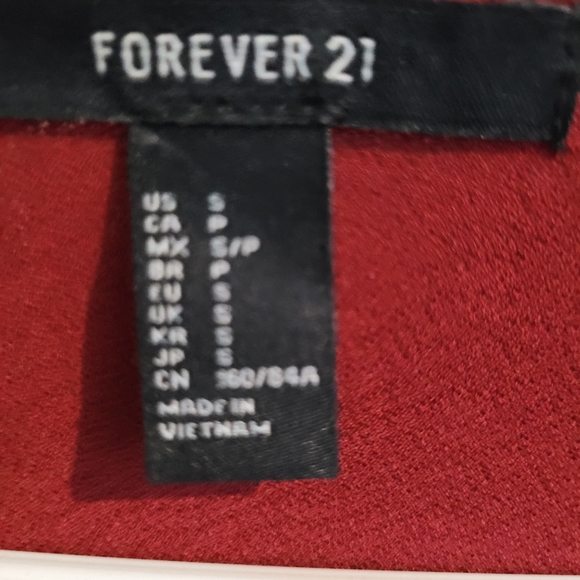 FOREVER 21
US S
CA P
MX S/P
BR P
EU S
UK S
KR S
JP S
CN 160/84A
MADE IN
VIETNAM